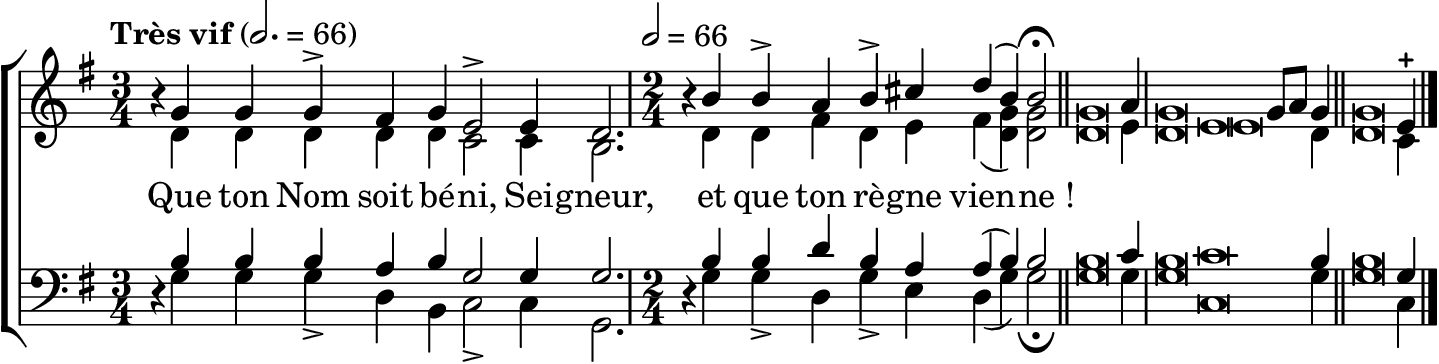 Très vif (𝅗𝅥. = 66) 𝅗𝅥 = 66
Que ton Nom soit béni, Seigneur, et que ton règne vienne !